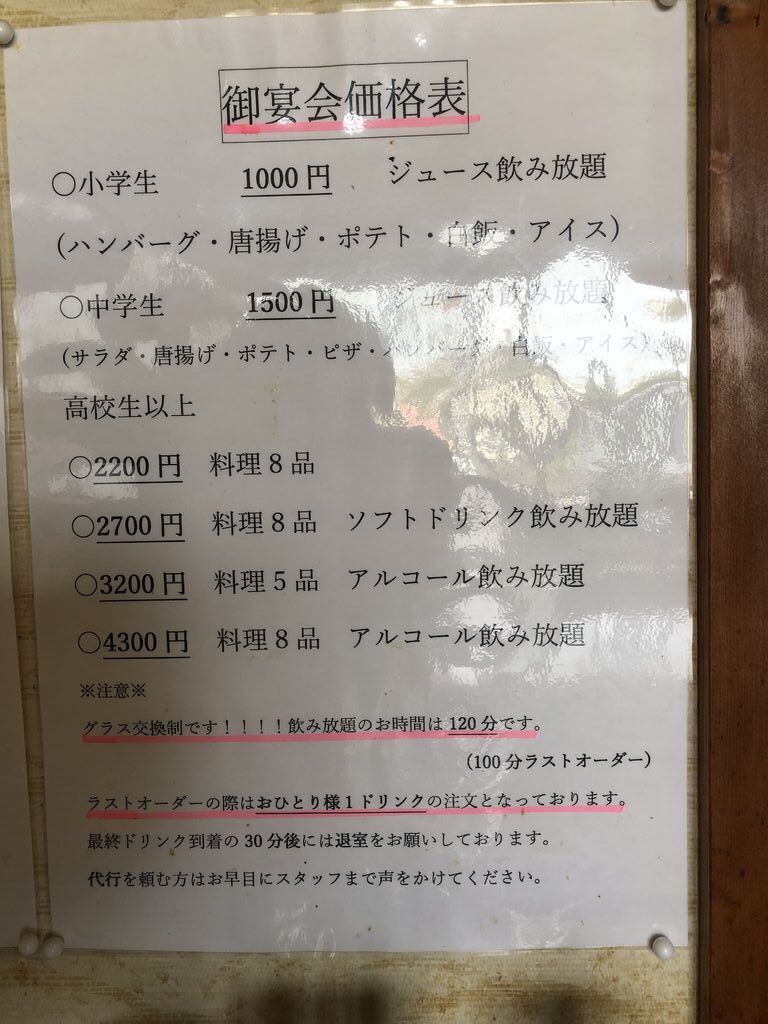 御宴会価格表
○小学生 1000円 ジュース飲み放題
(ハンバーグ・唐揚げ・ポテト・白飯・アイス)
○中学生 1500円 ジュース飲み放題
(サラダ・唐揚げ・ポテト・ピザ・ハンバーグ・白飯・アイス)
高校生以上
○2200円 料理8品
○2700円 料理8品 ソフトドリンク飲み放題
○3200円 料理5品 アルコール飲み放題
○4300円 料理8品 アルコール飲み放題
※注意※
グラス交換制です!!!!飲み放題のお時間は120分です。
(100分ラストオーダー)
ラストオーダーの際はおひとり様1ドリンクの注文となっております。
最終ドリンク到着の30分後には退室をお願いしております。
代行を頼む方はお早目にスタッフまで声をかけてください。